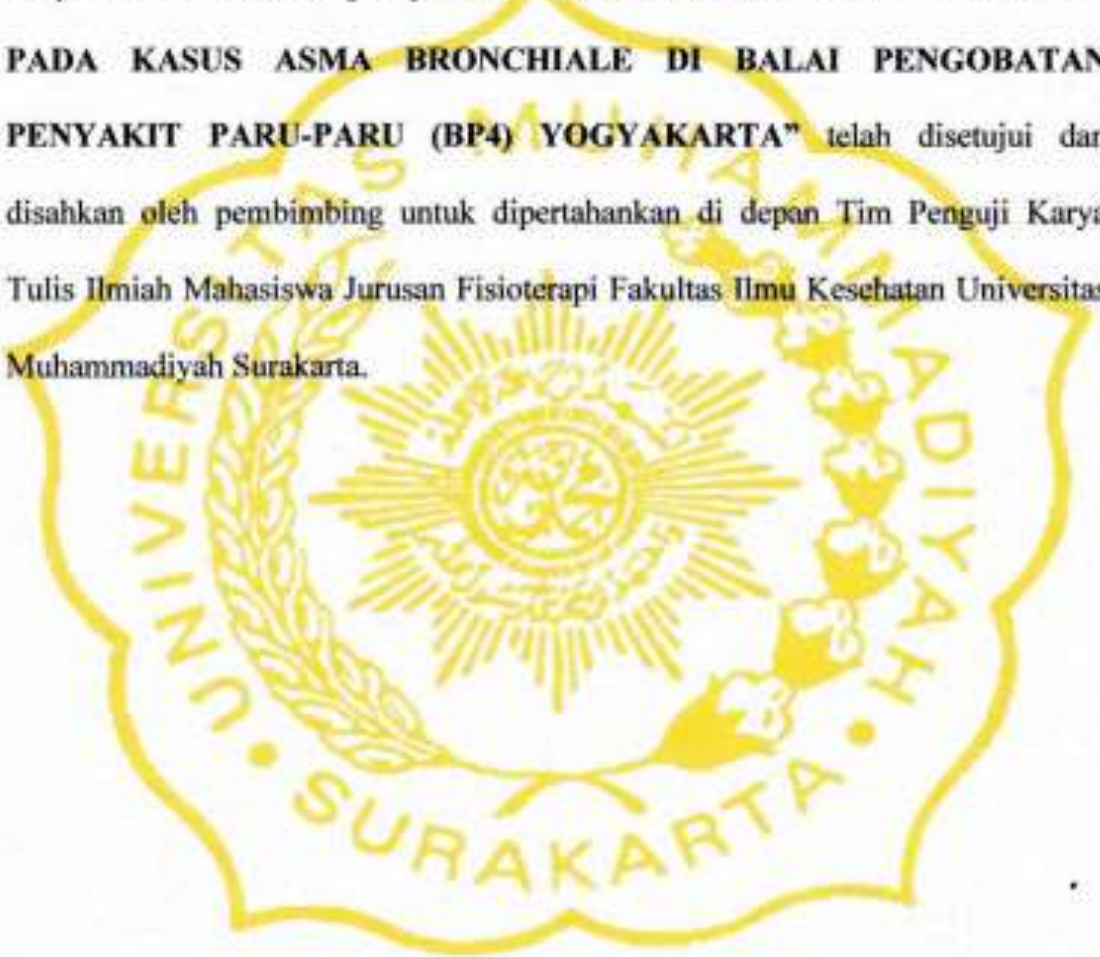 PADA KASUS ASMA BRONCHIALE DI BALAI PENGOBATAN
PENYAKIT PARU-PARU (BP4) YOGYAKARTA” telah disetujui dan
disahkan oleh pembimbing untuk dipertahankan di depan Tim Penguji Karya
Tulis Ilmiah Mahasiswa Jurusan Fisioterapi Fakultas Ilmu Kesehatan Universitas
Muhammadiyah Surakarta.
UNIVERSITAS MUHAMMADIYAH
SURAKARTA